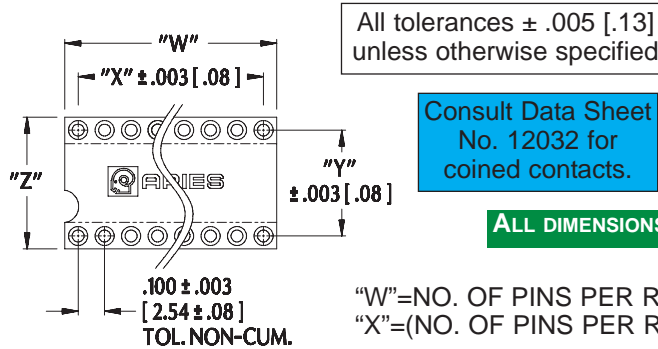 "W"
"X" ±.003 [.08]
"Z"
ARIES
"Y"
±.003 [.08]
.100 ±.003
[2.54 ±.08]
TOL. NON-CUM.
All tolerances ± .005 [.13]
unless otherwise specified
Consult Data Sheet
No. 12032 for
coined contacts.
ALL DIMENSIONS
“W”=NO. OF PINS PER R
“X”=(NO. OF PINS PER R